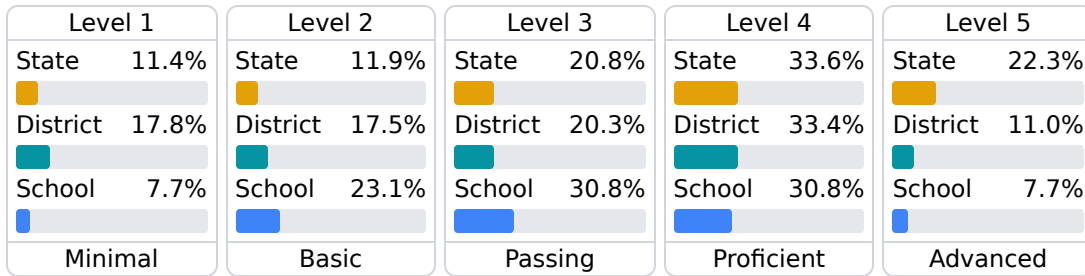 Level 1
State 11.4%
District 17.8%
School 7.7%
Minimal
Level 2
State 11.9%
District 17.5%
School 23.1%
Basic
Level 3
State 20.8%
District 20.3%
School 30.8%
Passing
Level 4
State 33.6%
District 33.4%
School 30.8%
Proficient
Level 5
State 22.3%
District 11.0%
School 7.7%
Advanced